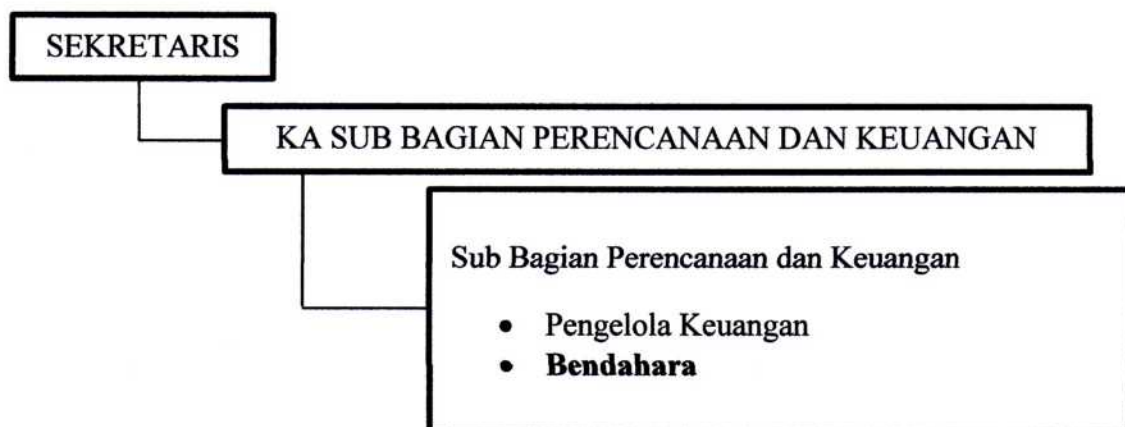 SEKRETARIS
KA SUB BAGIAN PERENCANAAN DAN KEUANGAN
Sub Bagian Perencanaan dan Keuangan
• Pengelola Keuangan
• Bendahara